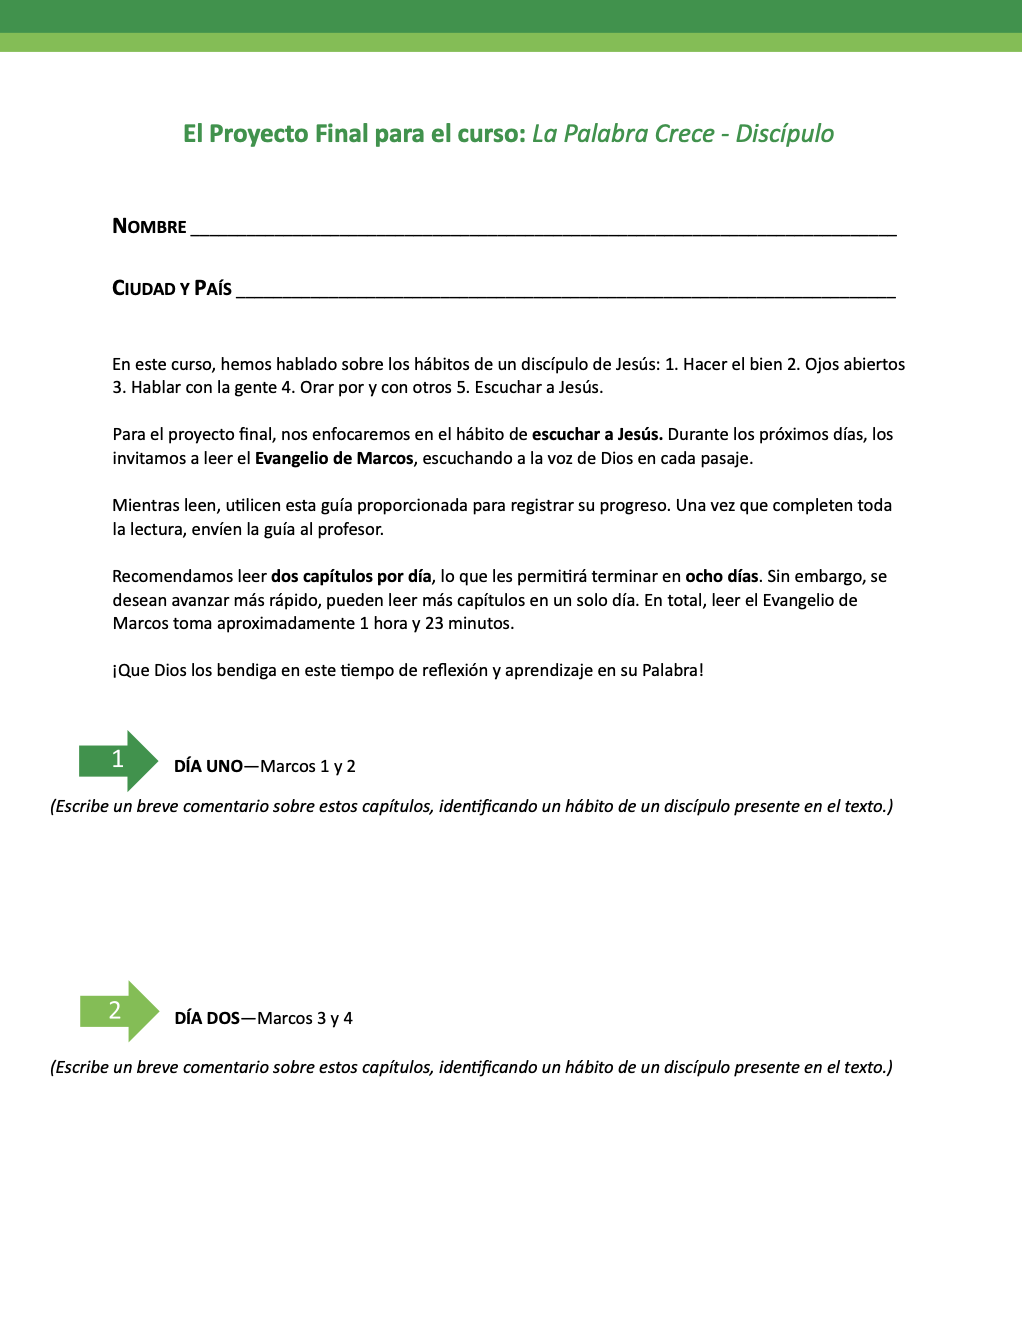 El Proyecto Final para el curso: La Palabra Crece - Discípulo
NOMBRE ______________________________________________________________________
CIUDAD Y PAÍS ________________________________________________________________
En este curso, hemos hablado sobre los hábitos de un discípulo de Jesús: 1. Hacer el bien 2. Ojos abiertos
3. Hablar con la gente 4. Orar por y con otros 5. Escuchar a Jesús.
Para el proyecto final, nos enfocaremos en el hábito de escuchar a Jesús. Durante los próximos días, los
invitamos a leer el Evangelio de Marcos, escuchando a la voz de Dios en cada pasaje.
Mientras leen, utilicen esta guía proporcionada para registrar su progreso. Una vez que completen toda
la lectura, envíen la guía al profesor.
Recomendamos leer dos capítulos por día, lo que les permitirá terminar en ocho días. Sin embargo, se
desean avanzar más rápido, pueden leer más capítulos en un solo día. En total, leer el Evangelio de
Marcos toma aproximadamente 1 hora y 23 minutos.
¡Que Dios los bendiga en este tiempo de reflexión y aprendizaje en su Palabra!
1 DÍA UNO—Marcos 1 y 2
(Escribe un breve comentario sobre estos capítulos, identificando un hábito de un discípulo presente en el texto.)
2 DÍA DOS—Marcos 3 y 4
(Escribe un breve comentario sobre estos capítulos, identificando un hábito de un discípulo presente en el texto.)